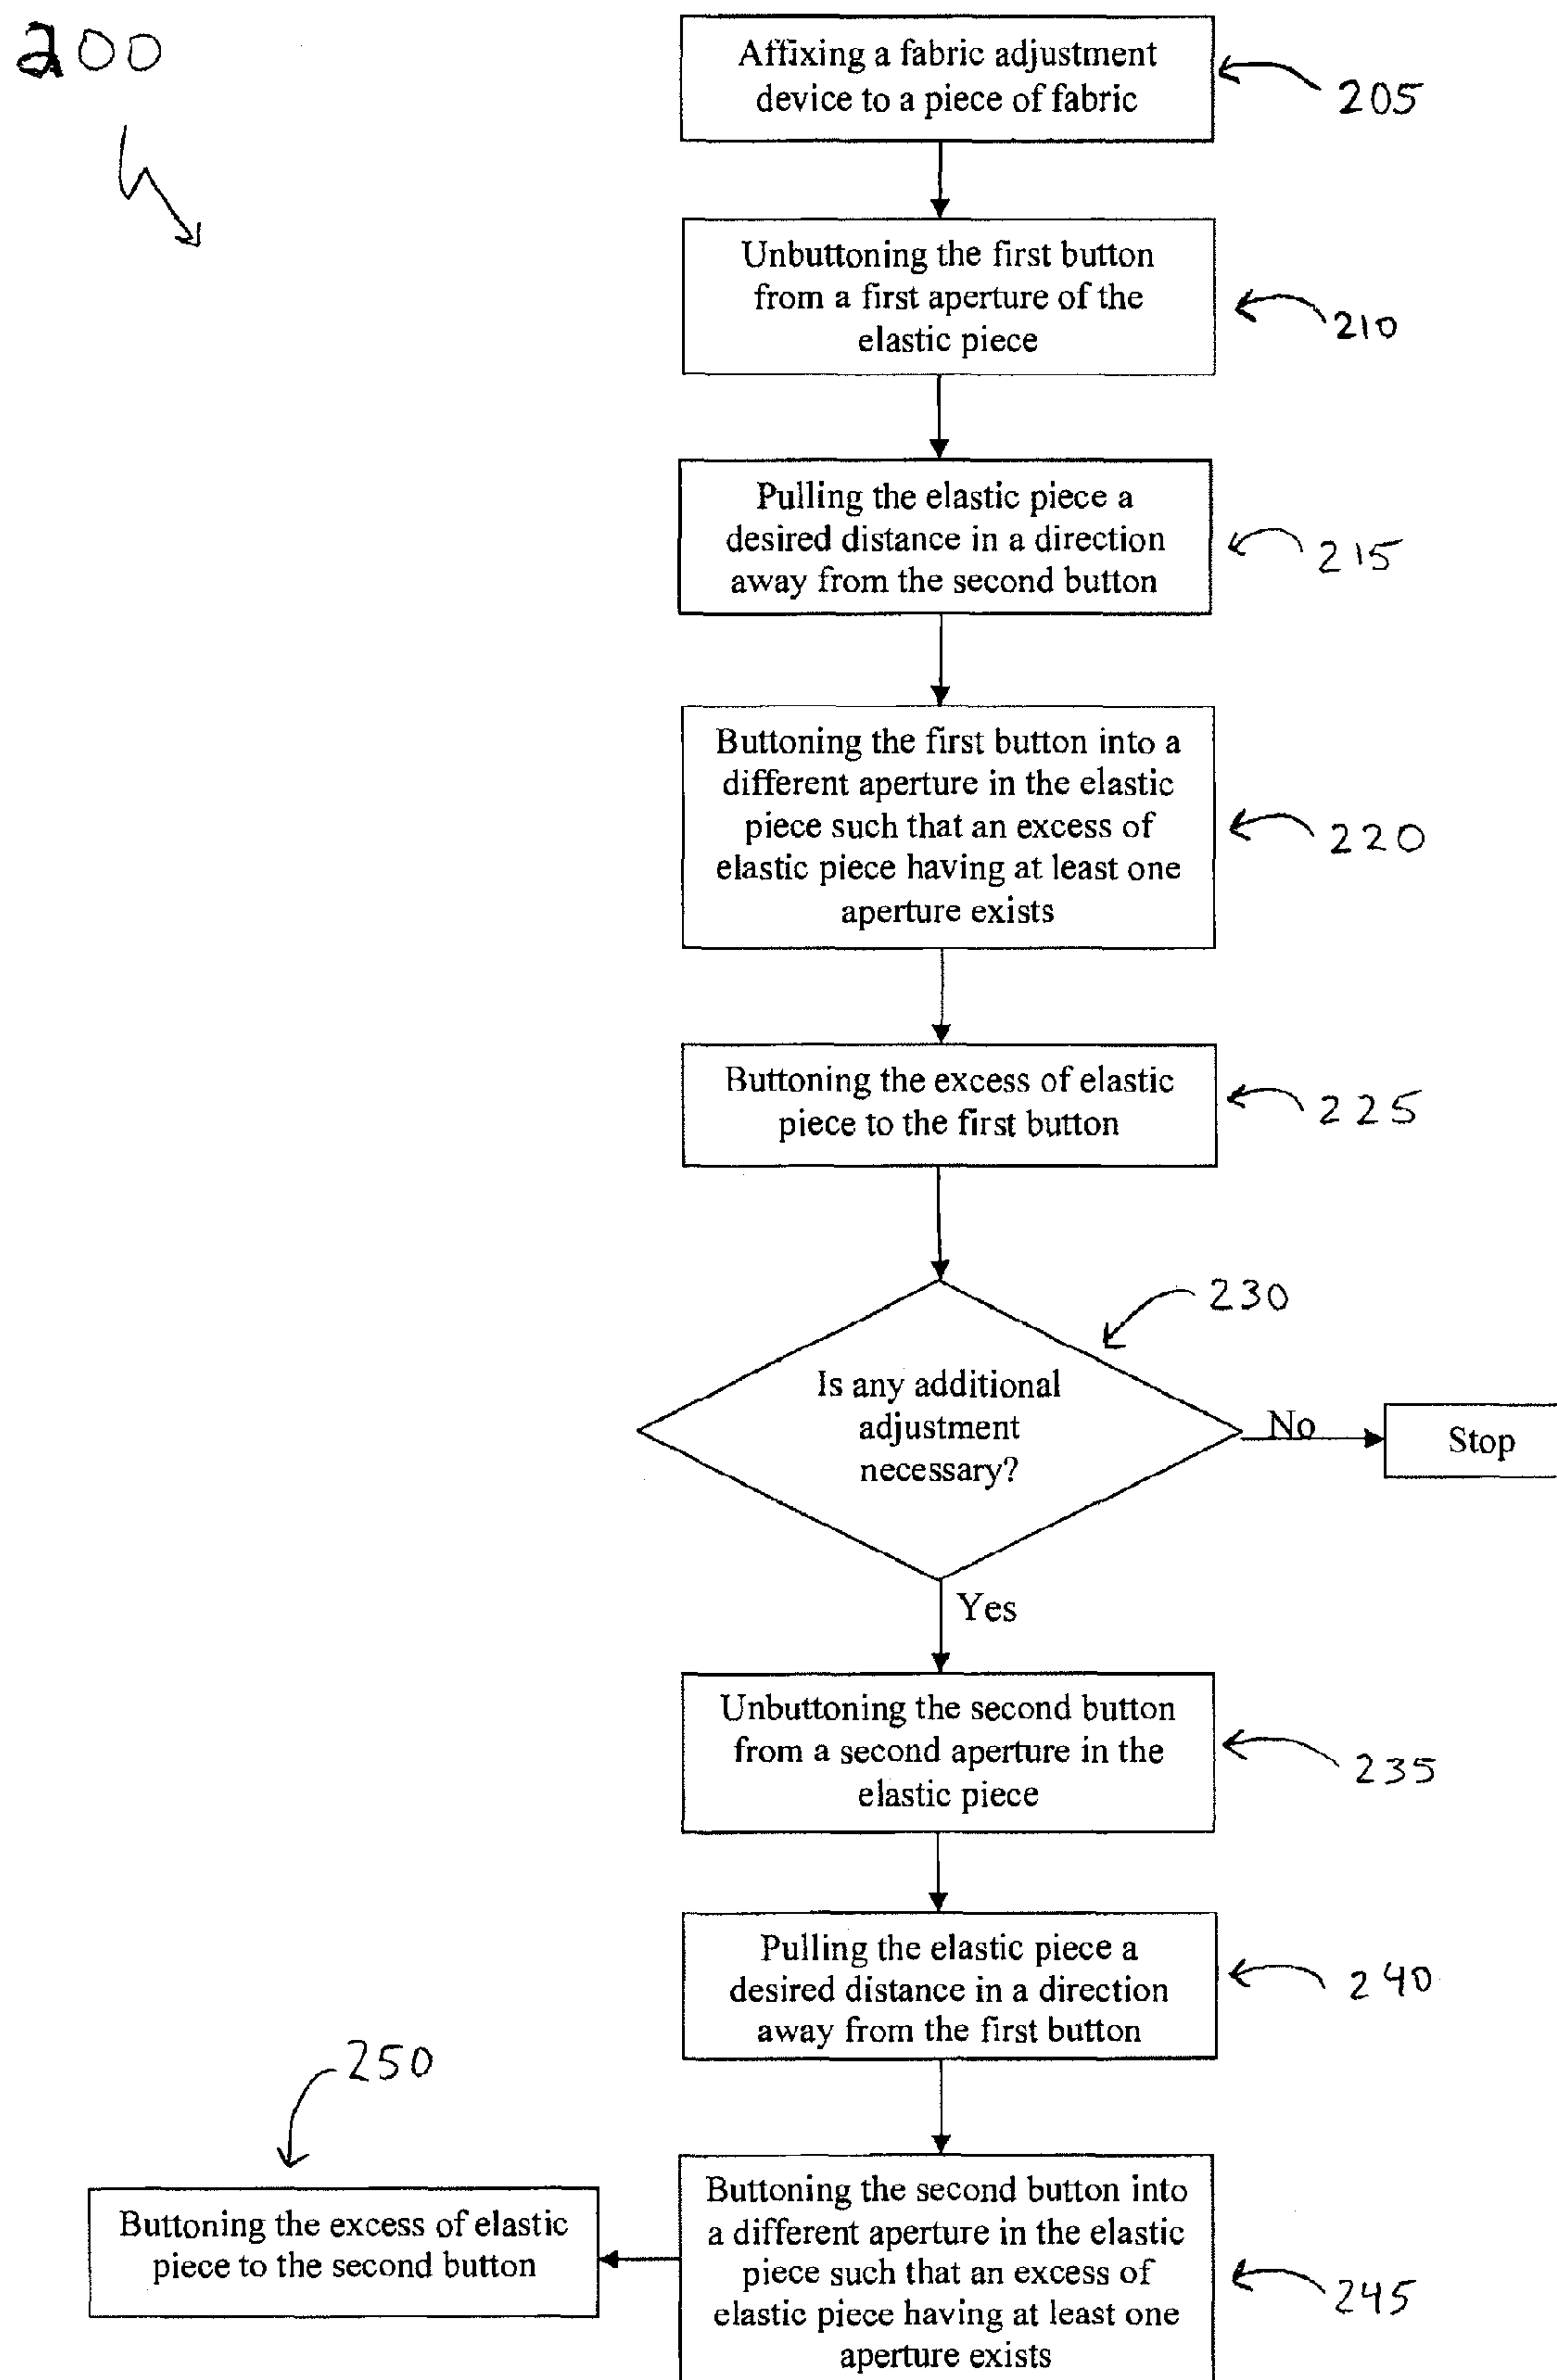 200
Affixing a fabric adjustment
device to a piece of fabric
205
Unbuttoning the first button
from a first aperture of the
elastic piece
210
Pulling the elastic piece a
desired distance in a direction
away from the second button
215
Buttoning the first button into a
different aperture in the elastic
piece such that an excess of
elastic piece having at least one
aperture exists
220
Buttoning the excess of elastic
piece to the first button
225
230
Is any additional
adjustment
necessary?
No
Stop
Yes
Unbuttoning the second button
from a second aperture in the
elastic piece
235
Pulling the elastic piece a
desired distance in a direction
away from the first button
240
Buttoning the second button into
a different aperture in the elastic
piece such that an excess of
elastic piece having at least one
aperture exists
245
250
Buttoning the excess of elastic
piece to the second button